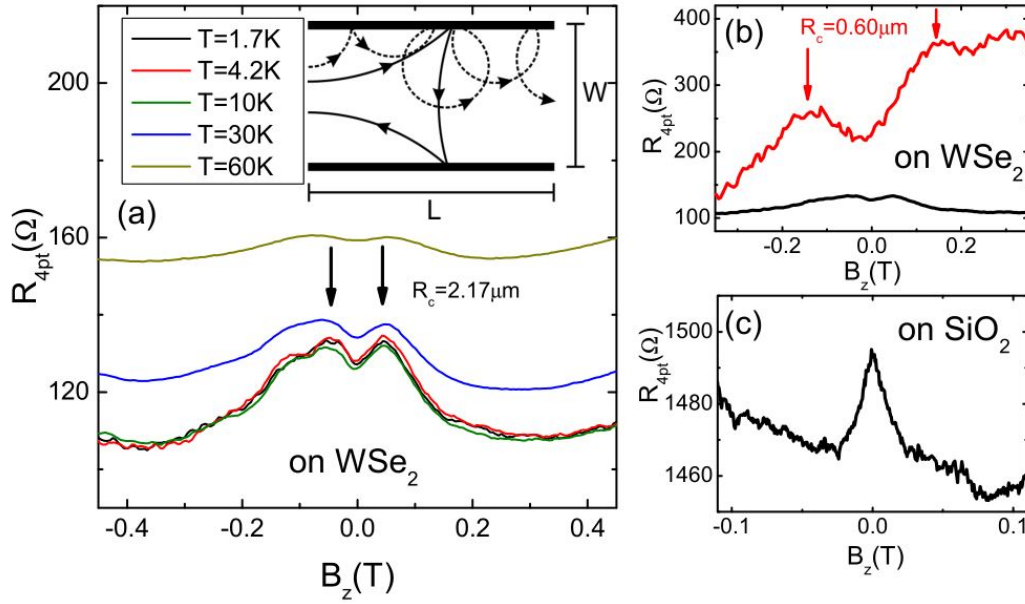 T=1.7K
T=4.2K
T=10K
T=30K
T=60K
W
L
(a)
R4pt(Ω)
200
160
120
Rc=2.17μm
on WSe2
-0.4
-0.2
0.0
0.2
0.4
Bz(T)
(b)
R4pt(Ω)
400
300
200
100
Rc=0.60μm
on WSe2
-0.2
0.0
0.2
Bz(T)
(c)
R4pt(Ω)
1500
1480
1460
on SiO2
-0.1
0.0
0.1
Bz(T)